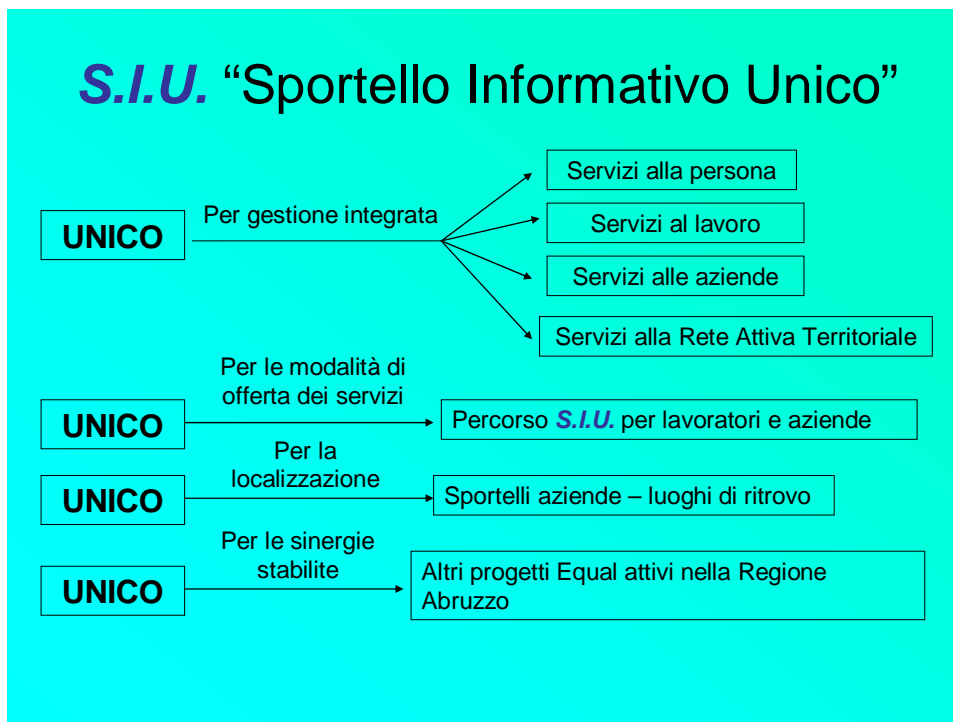 S.I.U. “Sportello Informativo Unico”
UNICO
Per gestione integrata
Servizi alla persona
Servizi al lavoro
Servizi alle aziende
Servizi alla Rete Attiva Territoriale
UNICO
Per le modalità di
offerta dei servizi
Percorso S.I.U. per lavoratori e aziende
UNICO
Per la
localizzazione
Sportelli aziende – luoghi di ritrovo
UNICO
Per le sinergie
stabilite
Altri progetti Equal attivi nella Regione
Abruzzo